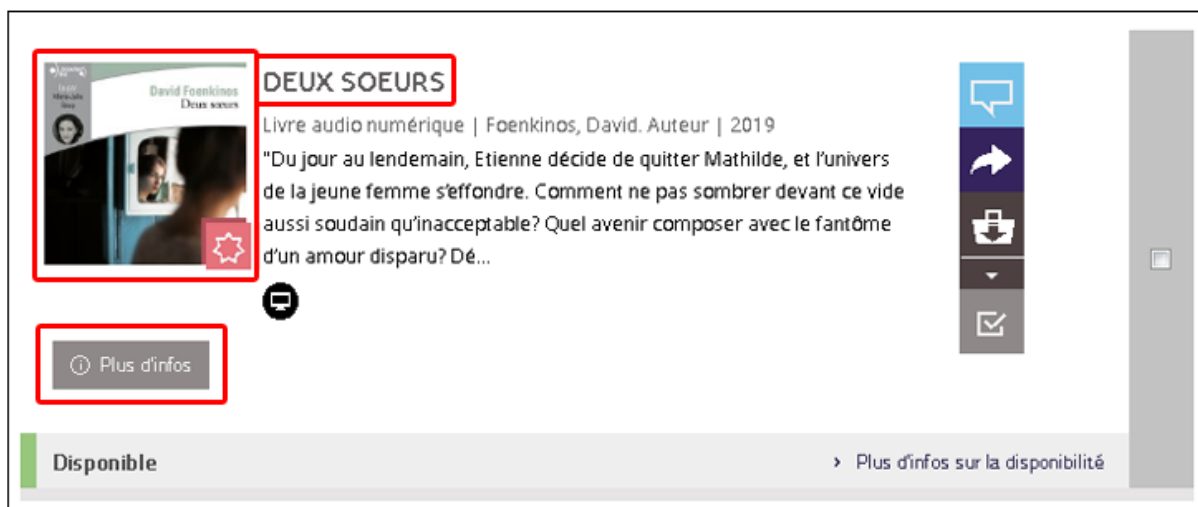 David Foenkinos
Deux sœurs
DEUX SOEURS
Livre audio numérique | Foenkinos, David. Auteur | 2019
"Du jour au lendemain, Etienne décide de quitter Mathilde, et l'univers
de la jeune femme s'effondre. Comment ne pas sombrer devant ce vide
aussi soudain qu'inacceptable? Quel avenir composer avec le fantôme
d'un amour disparu? Dé...
Plus d'infos
Disponible
> Plus d'infos sur la disponibilité